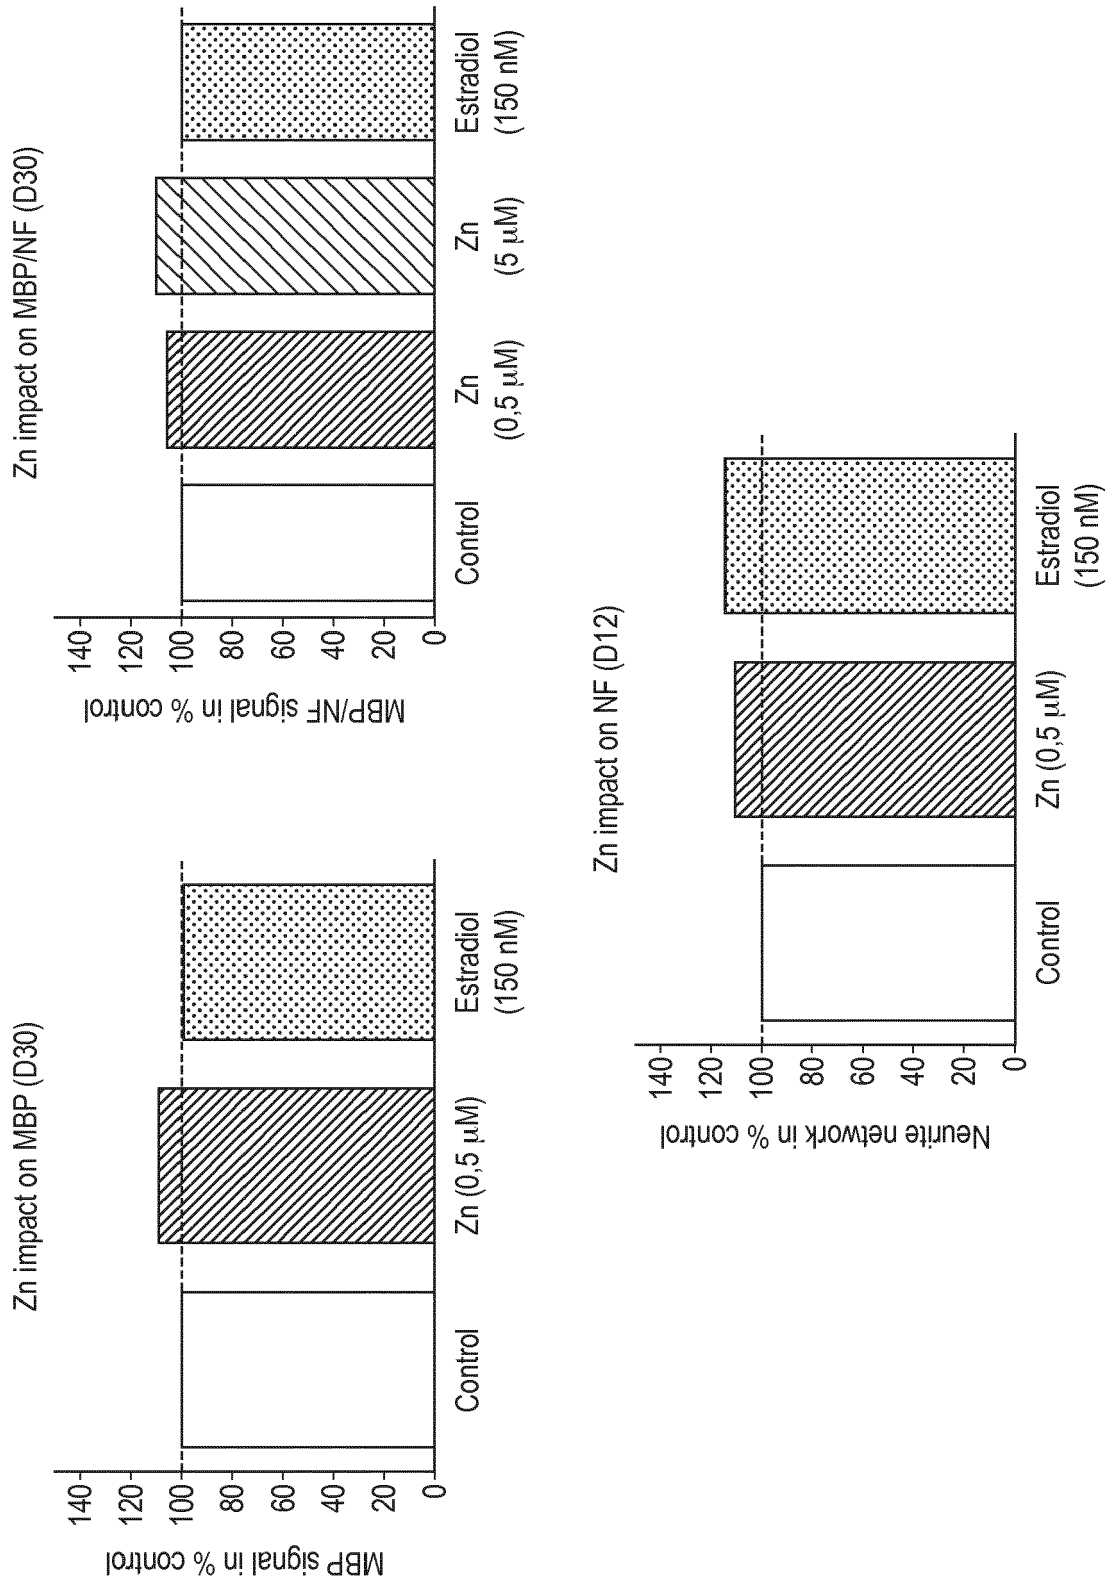 Zn impact on MBP (D30)
MBP signal in % control
140
120
100
80
60
40
20
0
Control
Zn (0,5 µM)
Estradiol
(150 nM)
Zn impact on MBP/NF (D30)
MBP/NF signal in % control
140
120
100
80
60
40
20
0
Control
Zn
(0,5 µM)
Zn
(5 µM)
Estradiol
(150 nM)
Zn impact on NF (D12)
Neurite network in % control
140
120
100
80
60
40
20
0
Control
Zn (0,5 µM)
Estradiol
(150 nM)